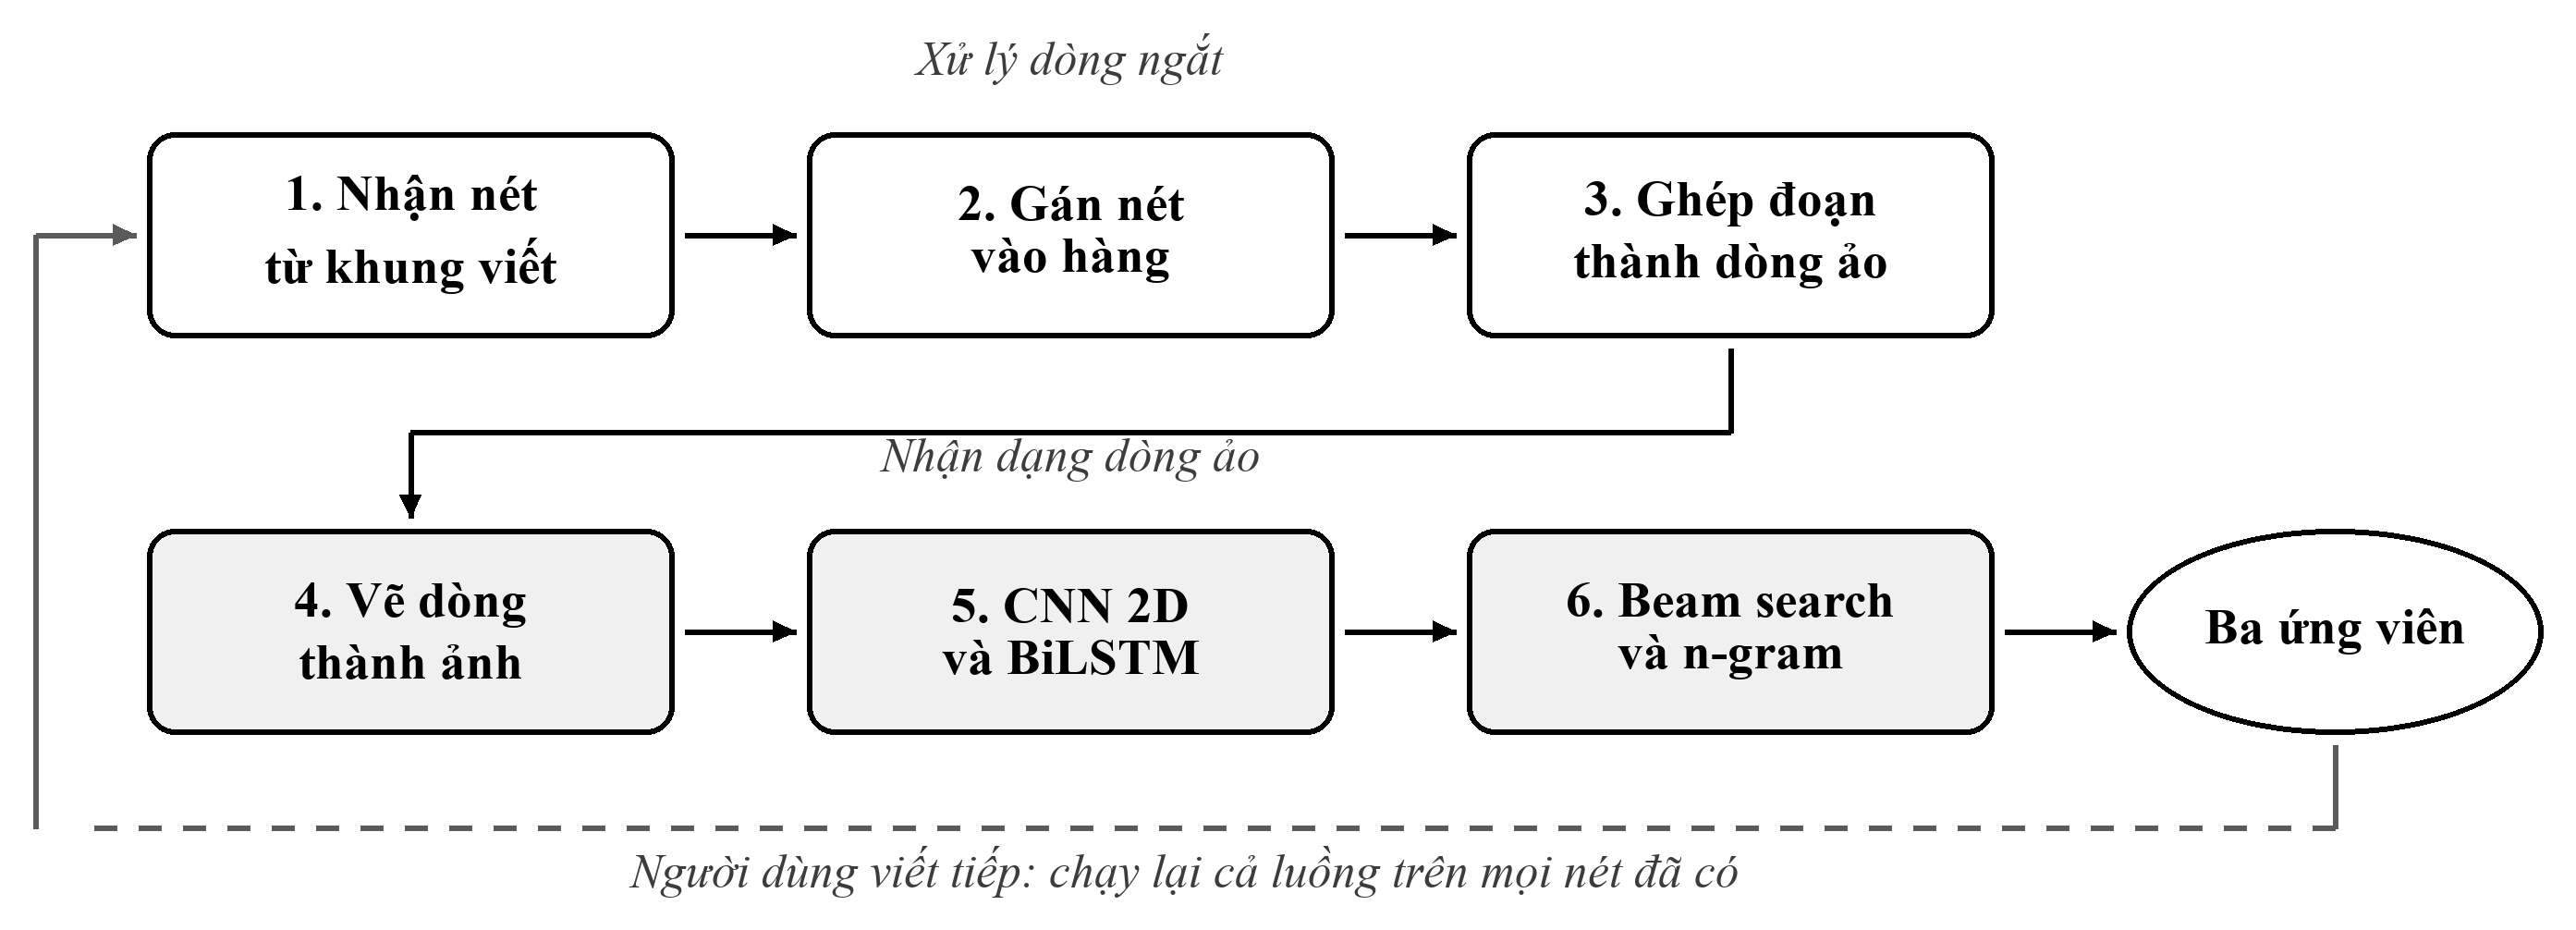 Xử lý dòng ngắt
1. Nhận nét
từ khung viết
2. Gán nét
vào hàng
3. Ghép đoạn
thành dòng ảo
Nhận dạng dòng ảo
4. Vẽ dòng
thành ảnh
5. CNN 2D
và BiLSTM
6. Beam search
và n-gram
Ba ứng viên
Người dùng viết tiếp: chạy lại cả luồng trên mọi nét đã có